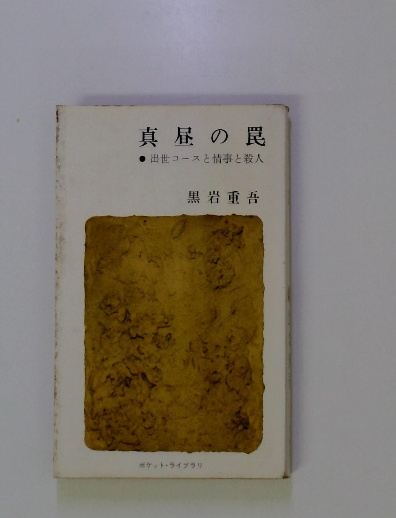 真昼の罠
●出世コースと情事と殺人
黒岩重吾
ポケット・ライブラリ